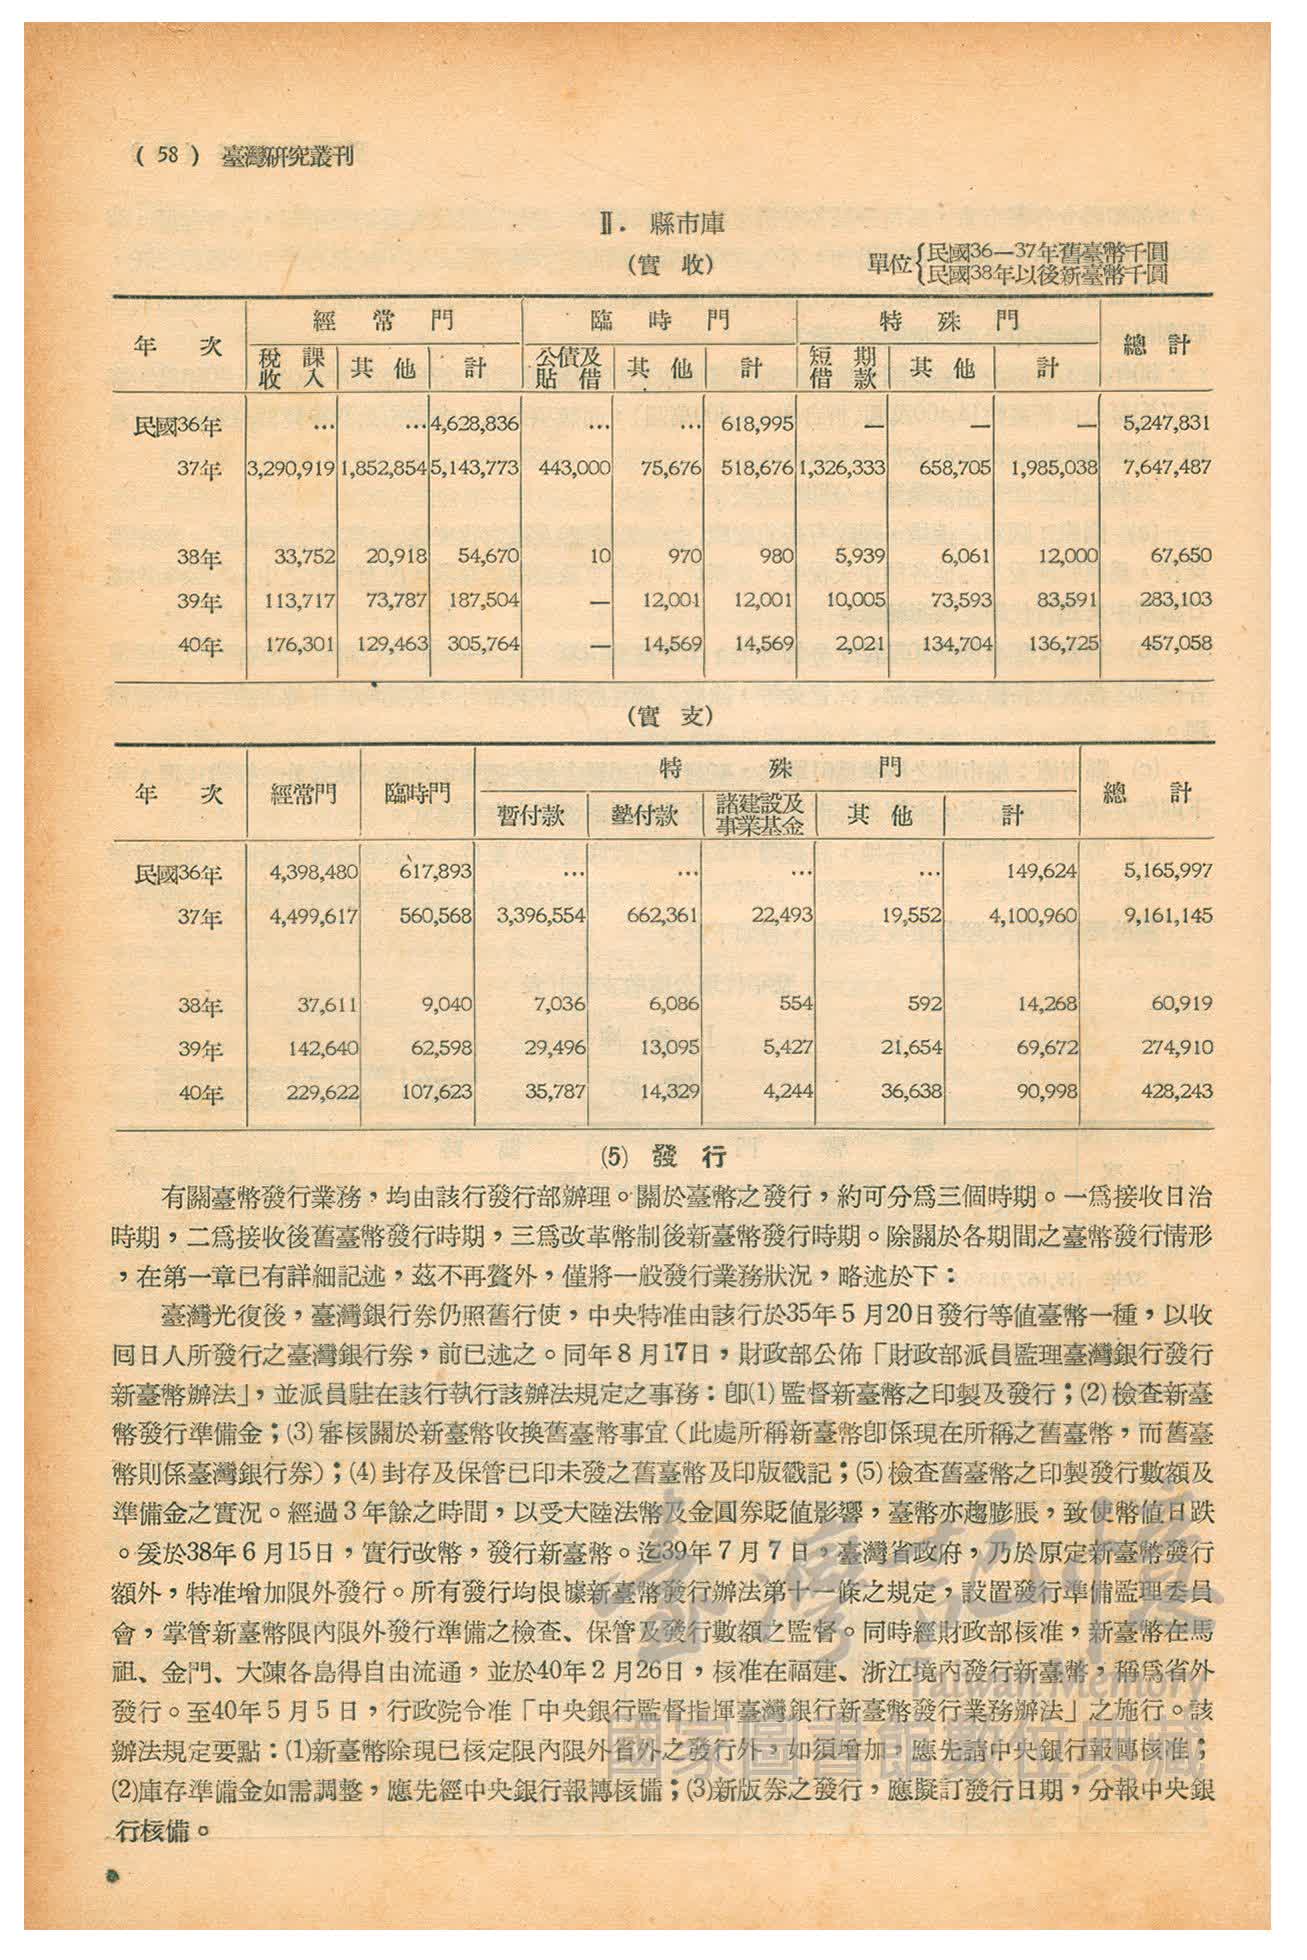 ( 58 ) 臺灣研究叢刊
Ⅱ. 縣市庫
(實 收)
單位{民國36—37年舊臺幣千圓
民國38年以後新臺幣千圓
年 次 經 常 門 臨 時 門 特 殊 門 總 計
稅 課 收 入 其 他 計 公債及貼 借 其 他 計 短 期 借 款 其 他 計
民國36年 … … 4,628,836 … … 618,995 — — — 5,247,831
37年 3,290,919 1,852,854 5,143,773 443,000 75,676 518,676 1,326,333 658,705 1,985,038 7,647,487
38年 33,752 20,918 54,670 10 970 980 5,939 6,061 12,000 67,650
39年 113,717 73,787 187,504 — 12,001 12,001 10,005 73,593 83,591 283,103
40年 176,301 129,463 305,764 — 14,569 14,569 2,021 134,704 136,725 457,058
(實 支)
年 次 經常門 臨時門 特 殊 門 總 計
暫付款 墊付款 諸建設及事業基金 其 他 計
民國36年 4,398,480 617,893 … … … … 149,624 5,165,997
37年 4,499,617 560,568 3,396,554 662,361 22,493 19,552 4,100,960 9,161,145
38年 37,611 9,040 7,036 6,086 554 592 14,268 60,919
39年 142,640 62,598 29,496 13,095 5,427 21,654 69,672 274,910
40年 229,622 107,623 35,787 14,329 4,244 36,638 90,998 428,243
(5) 發 行
有關臺幣發行業務，均由該行發行部辦理。關於臺幣之發行，約可分爲三個時期。一爲接收日治
時期，二爲接收後舊臺幣發行時期，三爲改革幣制後新臺幣發行時期。除關於各期間之臺幣發行情形
，在第一章已有詳細記述，茲不再贅外，僅將一般發行業務狀況，略述於下：
臺灣光復後，臺灣銀行券仍照舊行使，中央特准由該行於35年5月20日發行等值臺幣一種，以收
囘日人所發行之臺灣銀行券，前已述之。同年8月17日，財政部公佈「財政部派員監理臺灣銀行發行
新臺幣辦法」，並派員駐在該行執行該辦法規定之事務：卽(1)監督新臺幣之印製及發行；(2)檢查新臺
幣發行準備金；(3)審核關於新臺幣收換舊臺幣事宜（此處所稱新臺幣卽係現在所稱之舊臺幣，而舊臺
幣則係臺灣銀行券）；(4)封存及保管已印未發之舊臺幣及印版戳記；(5)檢查舊臺幣之印製發行數額及
準備金之實況。經過3年餘之時間，以受大陸法幣及金圓券貶值影響，臺幣亦趨膨脹，致使幣値日跌
。爰於38年6月15日，實行改幣，發行新臺幣。迄39年7月7日，臺灣省政府，乃於原定新臺幣發行
額外，特准增加限外發行。所有發行均根據新臺幣發行辦法第十一條之規定，設置發行準備監理委員
會，掌管新臺幣限內限外發行準備之檢查、保管及發行數額之監督。同時經財政部核准，新臺幣在馬
祖、金門、大陳各島得自由流通，並於40年2月26日，核准在福建、浙江境內發行新臺幣，稱爲省外
發行。至40年5月5日，行政院令准「中央銀行監督指揮臺灣銀行新臺幣發行業務辦法」之施行。該
辦法規定要點：(1)新臺幣除現已核定限內限外省外之發行外，如須增加，應先請中央銀行報轉核准；
(2)庫存準備金如需調整，應先經中央銀行報轉核備；(3)新版券之發行，應擬訂發行日期，分報中央銀
行核備。
臺灣記憶
Taiwan Memory
國家圖書館數位典藏